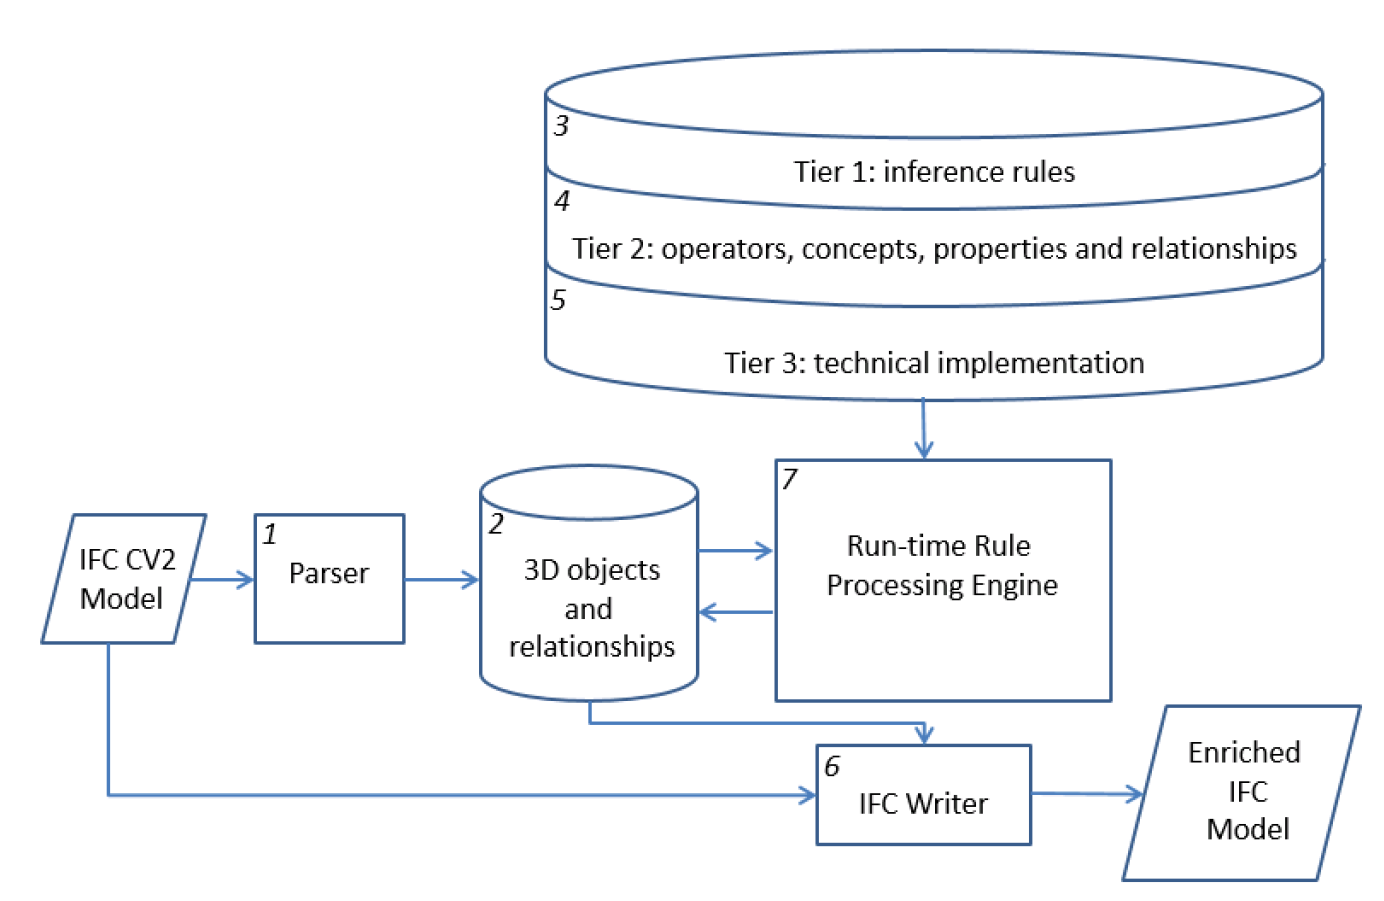 3
Tier 1: inference rules
4
Tier 2: operators, concepts, properties and relationships
5
Tier 3: technical implementation
7
Run-time Rule
Processing Engine
IFC CV2
Model
1
Parser
2
3D objects
and
relationships
6
IFC Writer
Enriched
IFC
Model